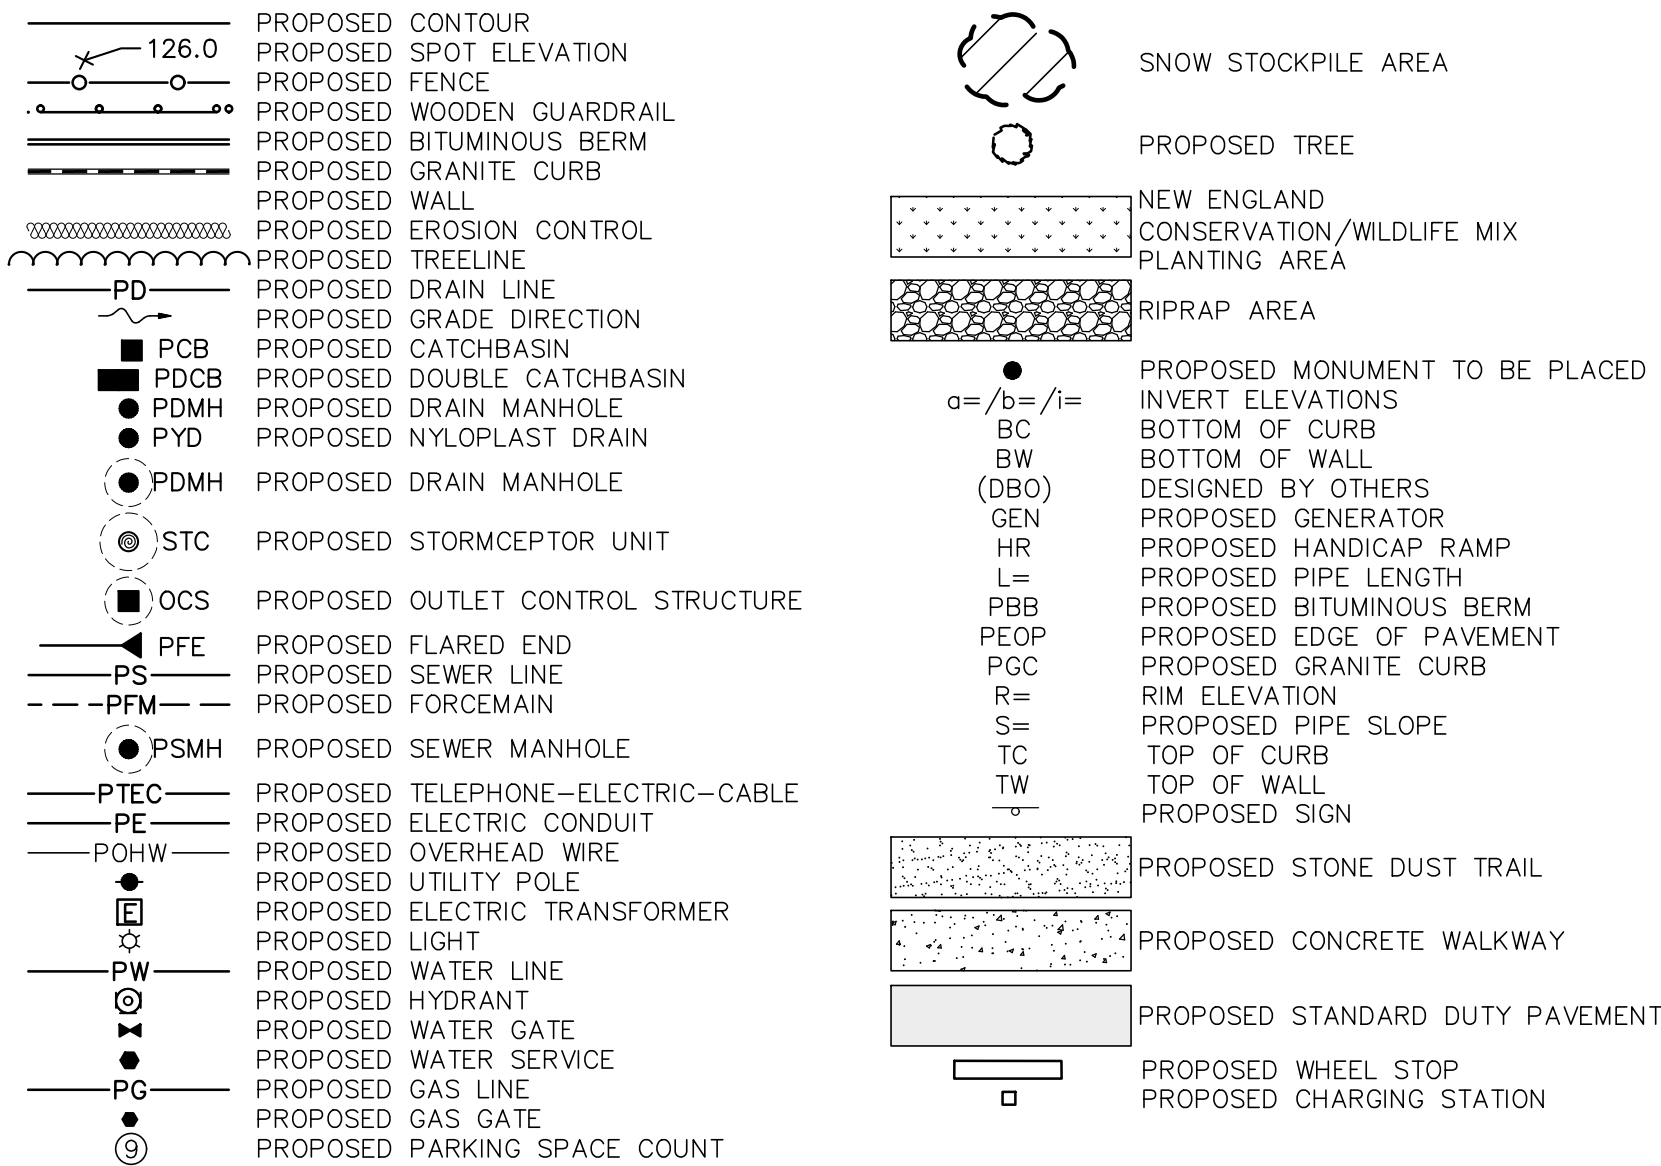 PROPOSED CONTOUR
126.0 PROPOSED SPOT ELEVATION
PROPOSED FENCE
PROPOSED WOODEN GUARDRAIL
PROPOSED BITUMINOUS BERM
PROPOSED GRANITE CURB
PROPOSED WALL
PROPOSED EROSION CONTROL
PROPOSED TREELINE
PD PROPOSED DRAIN LINE
PROPOSED GRADE DIRECTION
PCB PROPOSED CATCHBASIN
PDCB PROPOSED DOUBLE CATCHBASIN
PDMH PROPOSED DRAIN MANHOLE
PYD PROPOSED NYLOPLAST DRAIN
PDMH PROPOSED DRAIN MANHOLE
STC PROPOSED STORMCEPTOR UNIT
OCS PROPOSED OUTLET CONTROL STRUCTURE
PFE PROPOSED FLARED END
PS PROPOSED SEWER LINE
PFM PROPOSED FORCEMAIN
PSMH PROPOSED SEWER MANHOLE
PTEC PROPOSED TELEPHONE-ELECTRIC-CABLE
PE PROPOSED ELECTRIC CONDUIT
POHW PROPOSED OVERHEAD WIRE
PROPOSED UTILITY POLE
E PROPOSED ELECTRIC TRANSFORMER
PROPOSED LIGHT
PW PROPOSED WATER LINE
PROPOSED HYDRANT
PROPOSED WATER GATE
PROPOSED WATER SERVICE
PG PROPOSED GAS LINE
PROPOSED GAS GATE
9 PROPOSED PARKING SPACE COUNT
SNOW STOCKPILE AREA
PROPOSED TREE
NEW ENGLAND
CONSERVATION/WILDLIFE MIX
PLANTING AREA
RIPRAP AREA
PROPOSED MONUMENT TO BE PLACED
a=/b=/i= INVERT ELEVATIONS
BC BOTTOM OF CURB
BW BOTTOM OF WALL
(DBO) DESIGNED BY OTHERS
GEN PROPOSED GENERATOR
HR PROPOSED HANDICAP RAMP
L= PROPOSED PIPE LENGTH
PBB PROPOSED BITUMINOUS BERM
PEOP PROPOSED EDGE OF PAVEMENT
PGC PROPOSED GRANITE CURB
R= RIM ELEVATION
S= PROPOSED PIPE SLOPE
TC TOP OF CURB
TW TOP OF WALL
PROPOSED SIGN
PROPOSED STONE DUST TRAIL
PROPOSED CONCRETE WALKWAY
PROPOSED STANDARD DUTY PAVEMENT
PROPOSED WHEEL STOP
PROPOSED CHARGING STATION